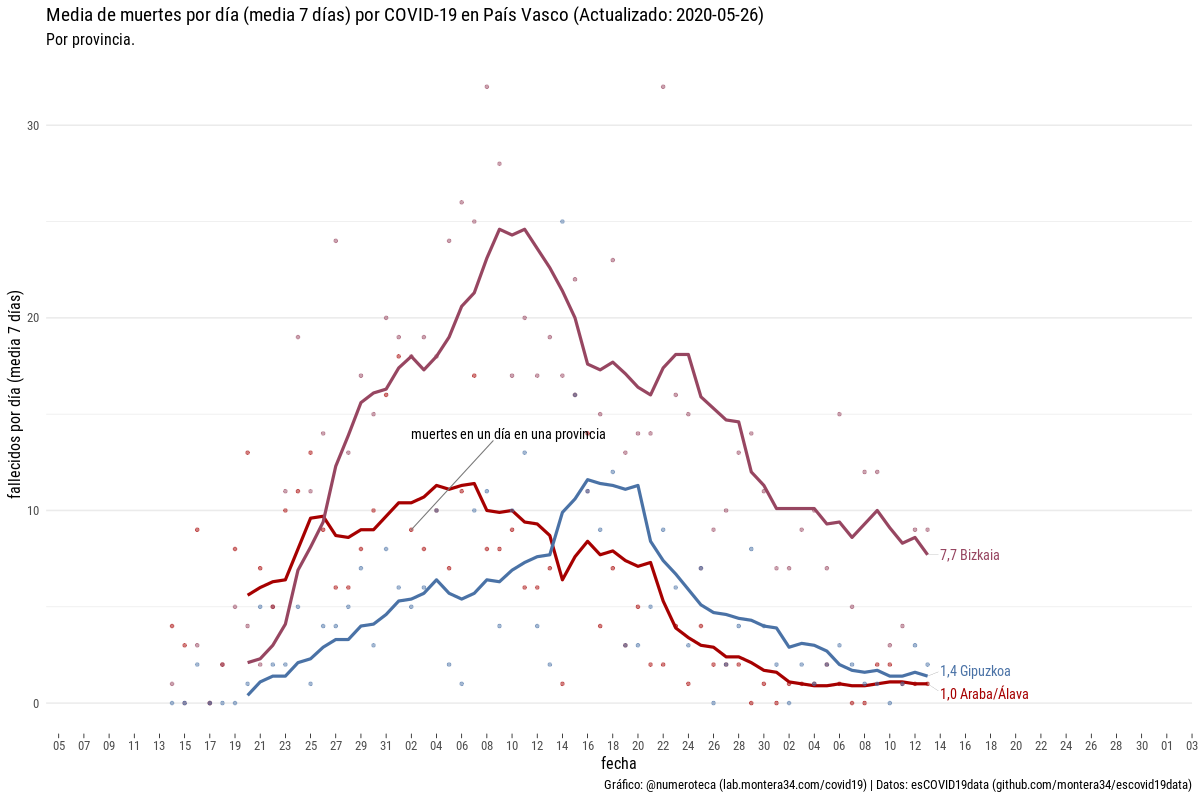 Media de muertes por día (media 7 días) por COVID-19 en País Vasco (Actualizado: 2020-05-26)
Por provincia.
fallecidos por día (media 7 días)
30
20
10
0
muertes en un día en una provincia
7,7 Bizkaia
1,4 Gipuzkoa
1,0 Araba/Álava
05 07 09 11 13 15 17 19 21 23 25 27 29 31 02 04 06 08 10 12 14 16 18 20 22 24 26 28 30 02 04 06 08 10 12 14 16 18 20 22 24 26 28 30 01 03
fecha
Gráfico: @numeroteca (lab.montera34.com/covid19) | Datos: esCOVID19data (github.com/montera34/escovid19data)